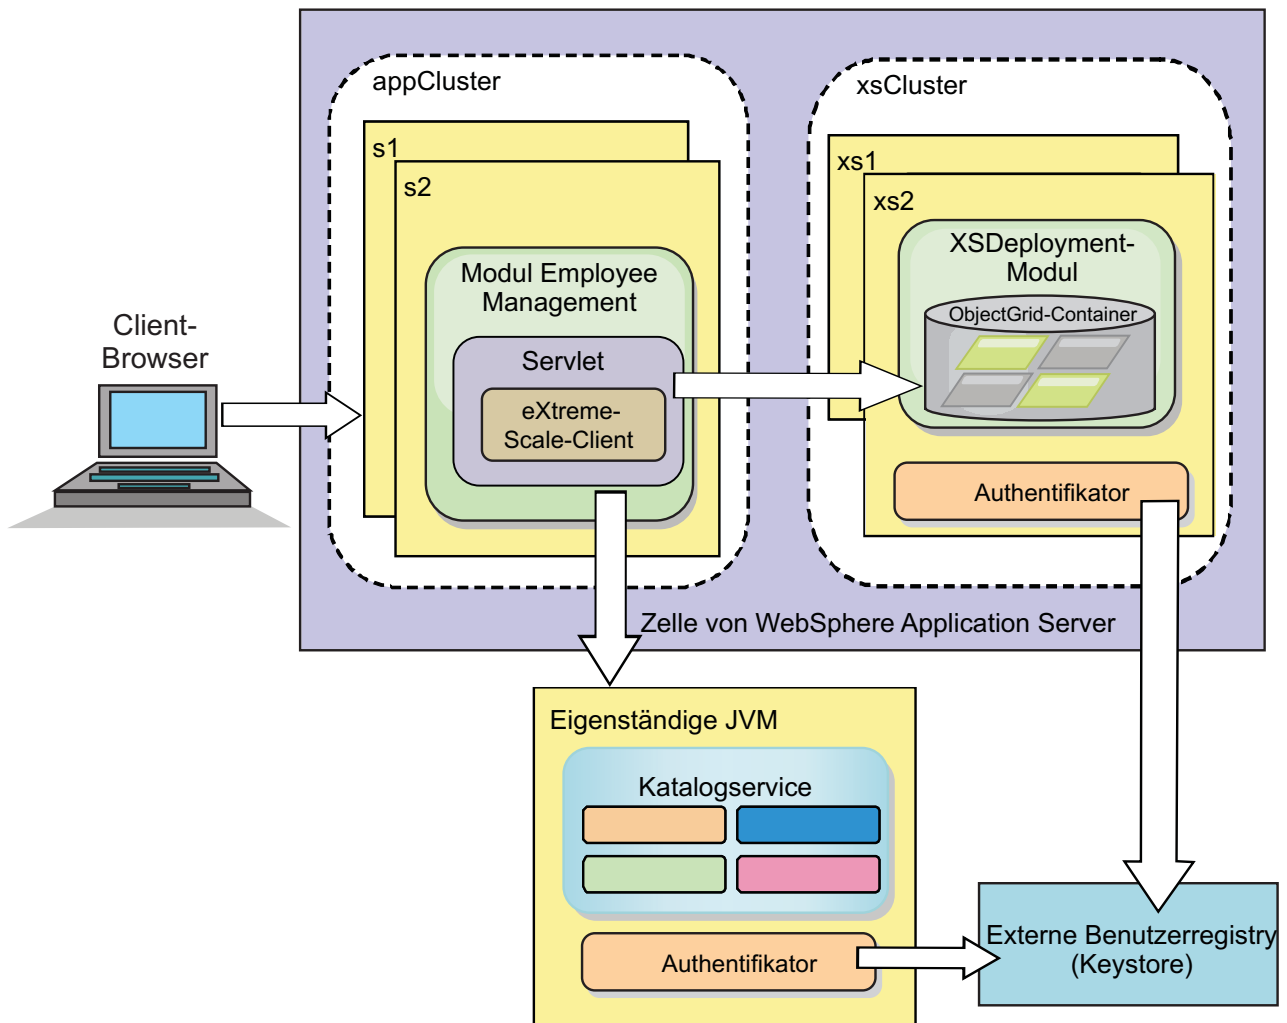 appCluster
xsCluster
s1
s2
xs1
xs2
Modul Employee
Management
Servlet
eXtreme-
Scale-Client
XSDeployment-
Modul
ObjectGrid-Container
Authentifikator
Client-
Browser
Zelle von WebSphere Application Server
Eigenständige JVM
Katalogservice
Authentifikator
Externe Benutzerregistry
(Keystore)